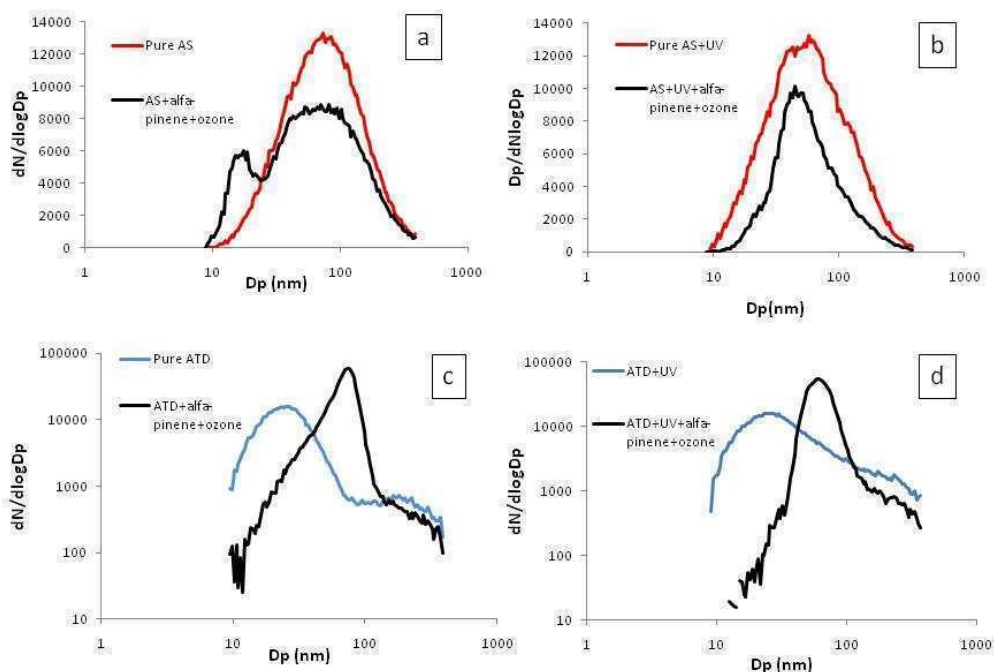 a
14000
12000
10000
8000
6000
4000
2000
0
dN/dlogDp
Pure AS
AS+alfa-
pinene+ozone
1 10 100 1000
Dp (nm)
b
14000
12000
10000
8000
6000
4000
2000
0
Dp/dNlogDp
Pure AS+UV
AS+UV+alfa-
pinene+ozone
1 10 100 1000
Dp(nm)
c
100000
10000
1000
100
10
dN/dlogDp
Pure ATD
ATD+alfa-
pinene+ozone
1 10 100 1000
Dp (nm)
d
100000
10000
1000
100
10
dN/dlogDp
ATD+UV
ATD+UV+alfa-
pinene+ozone
1 10 100 1000
Dp (nm)